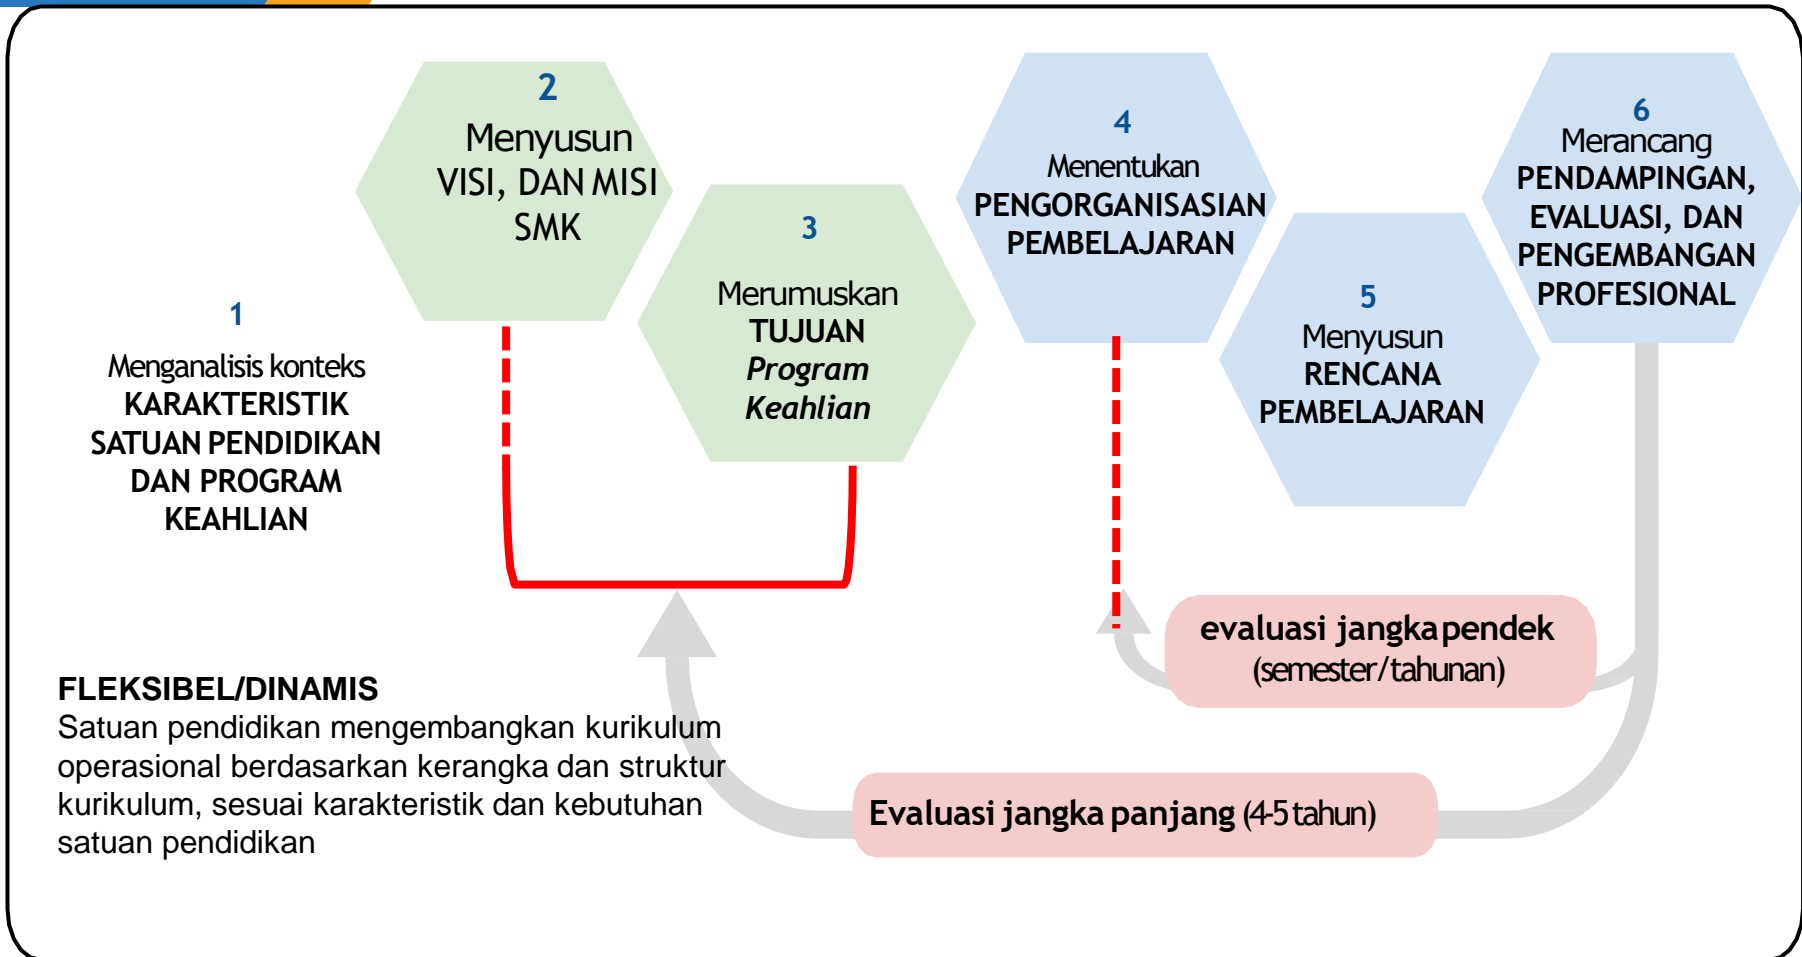 1
Menganalisis konteks
KARAKTERISTIK
SATUAN PENDIDIKAN
DAN PROGRAM
KEAHLIAN
2
Menyusun
VISI, DAN MISI
SMK
3
Merumuskan
TUJUAN
Program
Keahlian
4
Menentukan
PENGORGANISASIAN
PEMBELAJARAN
5
Menyusun
RENCANA
PEMBELAJARAN
6
Merancang
PENDAMPINGAN,
EVALUASI, DAN
PENGEMBANGAN
PROFESIONAL
evaluasi jangka pendek
(semester/tahunan)
Evaluasi jangka panjang (4-5 tahun)
FLEKSIBEL/DINAMIS
Satuan pendidikan mengembangkan kurikulum
operasional berdasarkan kerangka dan struktur
kurikulum, sesuai karakteristik dan kebutuhan
satuan pendidikan